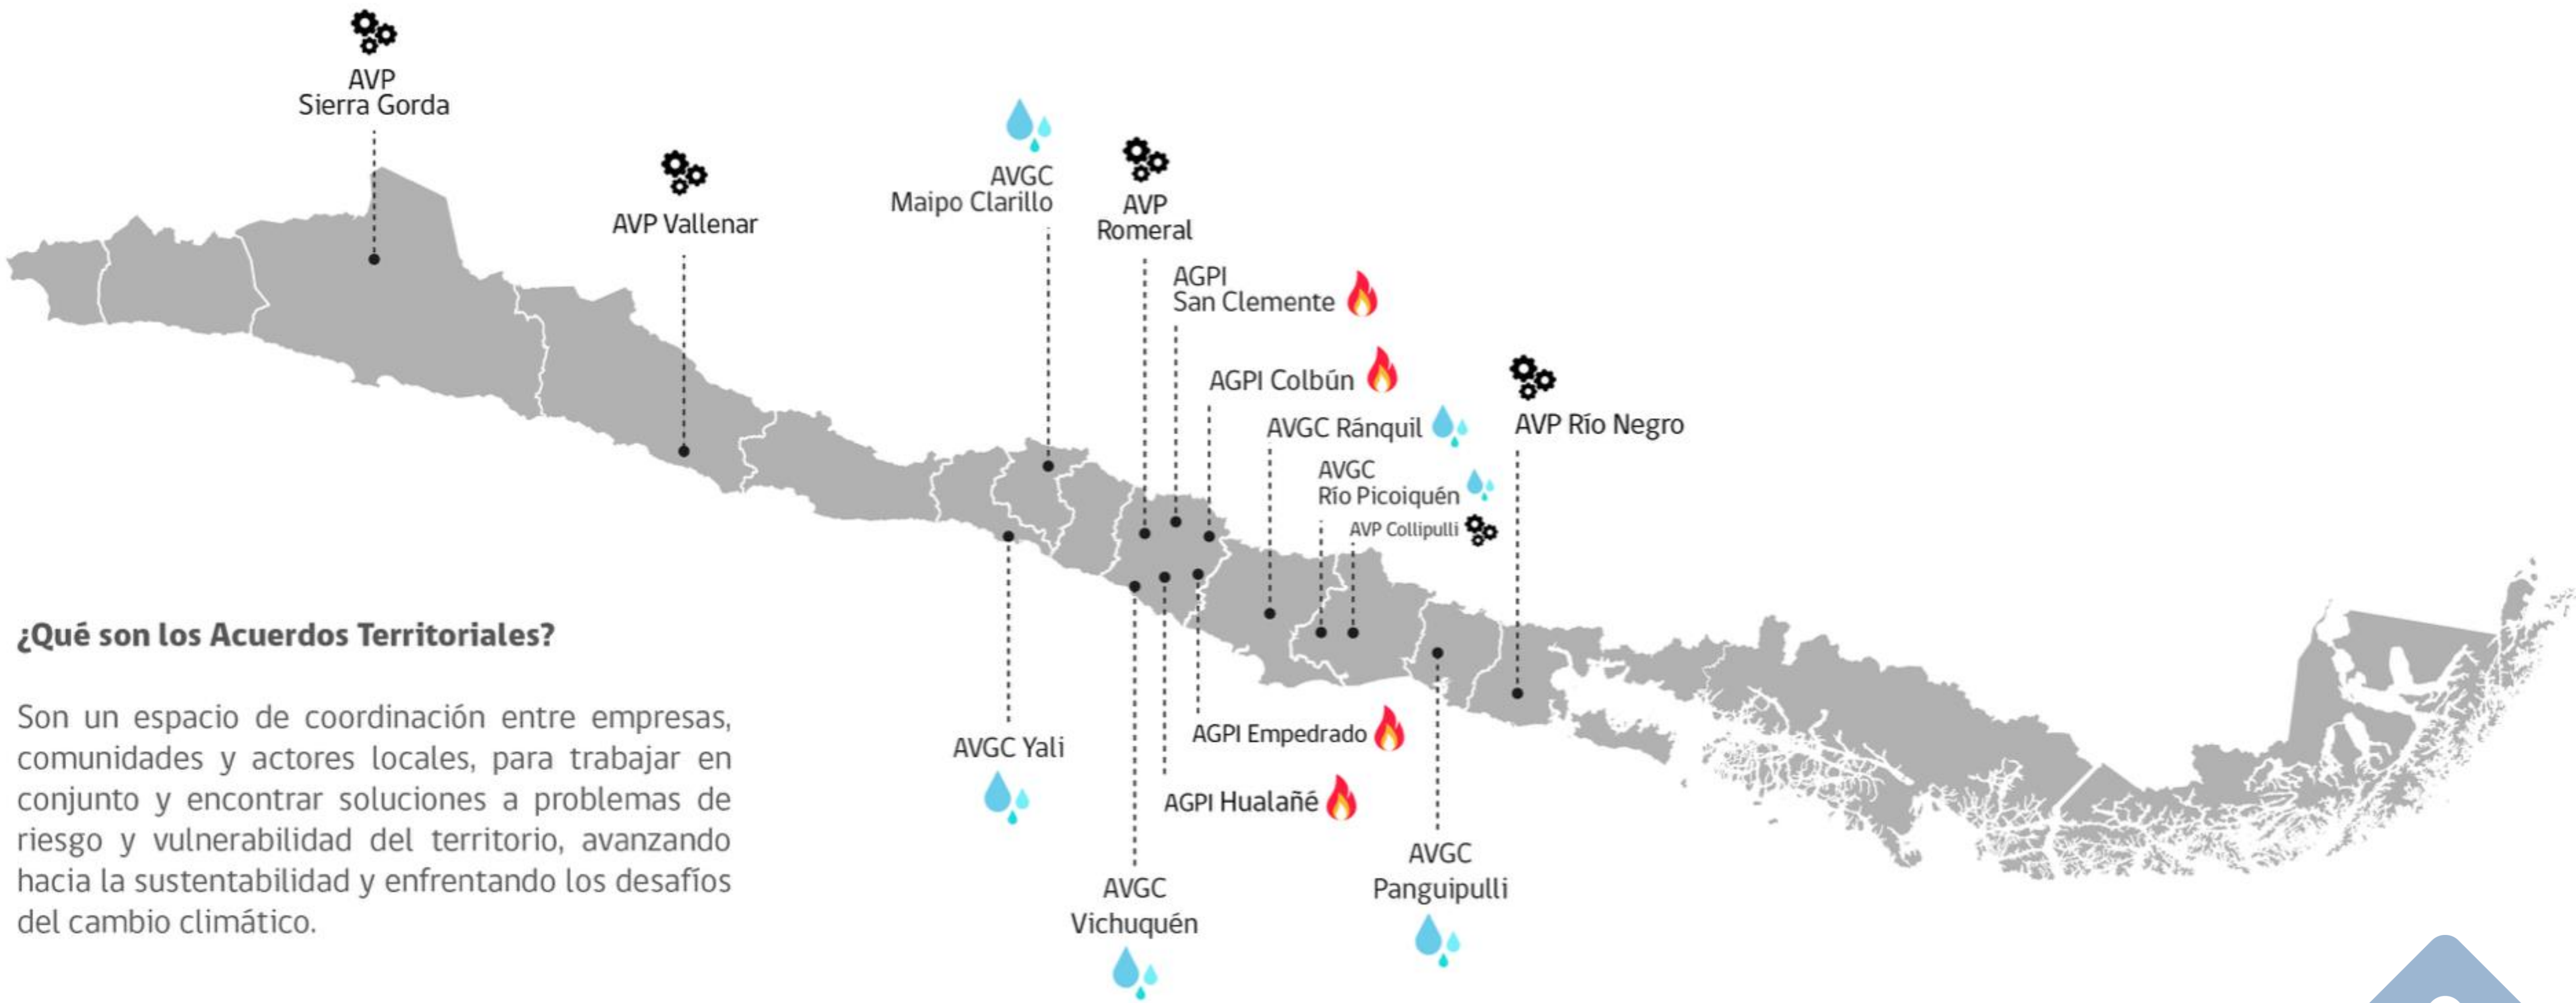 AVP
Sierra Gorda
AVP Vallenar
AVGC
Maipo Clarillo
AVP
Romeral
AGPI
San Clemente
AGPI Colbún
AVGC Ránquil
AVP Río Negro
AVGC
Río Picoiquén
AVP Collipulli
¿Qué son los Acuerdos Territoriales?
Son un espacio de coordinación entre empresas,
comunidades y actores locales, para trabajar en
conjunto y encontrar soluciones a problemas de
riesgo y vulnerabilidad del territorio, avanzando
hacia la sustentabilidad y enfrentando los desafíos
del cambio climático.
AVGC Yali
AGPI Empedrado
AGPI Hualañé
AVGC
Vichuquén
AVGC
Panguipulli